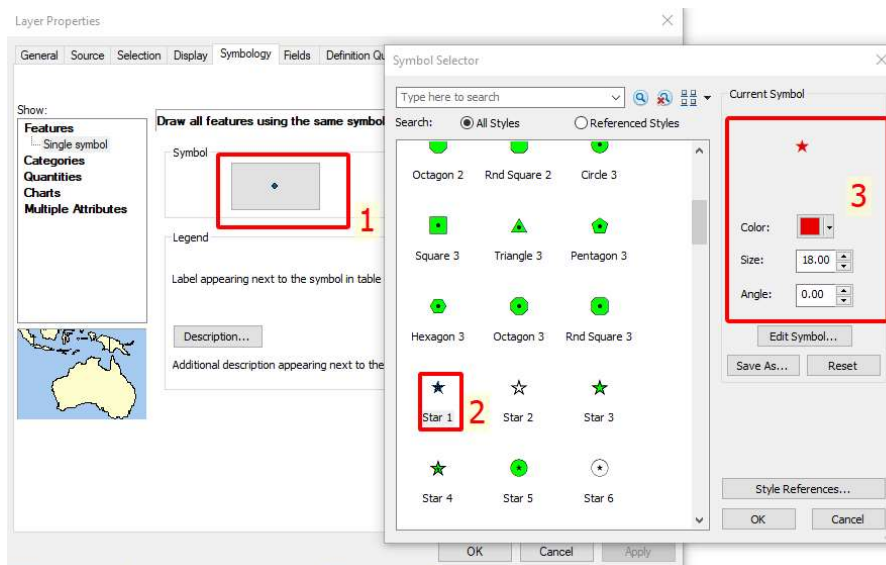 Layer Properties
General Source Selection Display Symbology Fields Definition Qu
Show:
Features
Single symbol
Categories
Quantities
Charts
Multiple Attributes
Draw all features using the same symbol
Symbol
1
Legend
Label appearing next to the symbol in table
Description...
Additional description appearing next to the
OK Cancel Apply
Symbol Selector
Type here to search
Search: All Styles Referenced Styles
Octagon 2 Rnd Square 2 Circle 3
Square 3 Triangle 3 Pentagon 3
Hexagon 3 Octagon 3 Rnd Square 3
Star 1 2 Star 2 Star 3
Star 4 Star 5 Star 6
Current Symbol
3
Color:
Size: 18.00
Angle: 0.00
Edit Symbol...
Save As... Reset
Style References...
OK Cancel